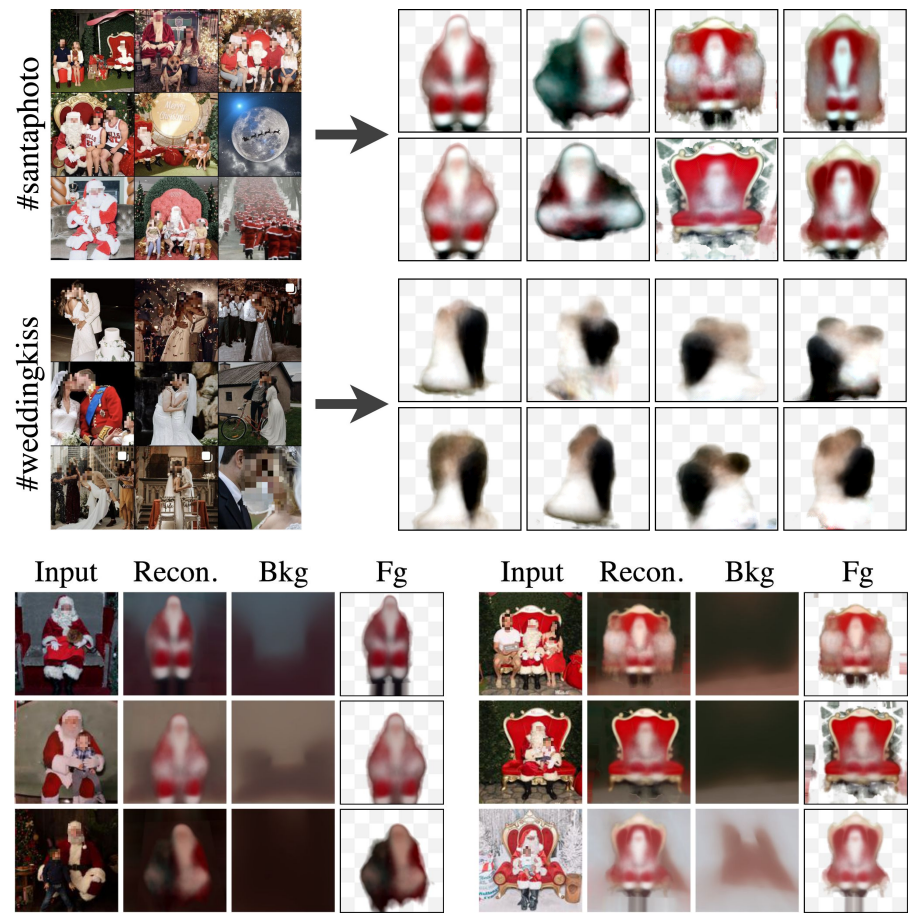 #santaphoto
#weddingkiss
Input Recon. Bkg Fg Input Recon. Bkg Fg